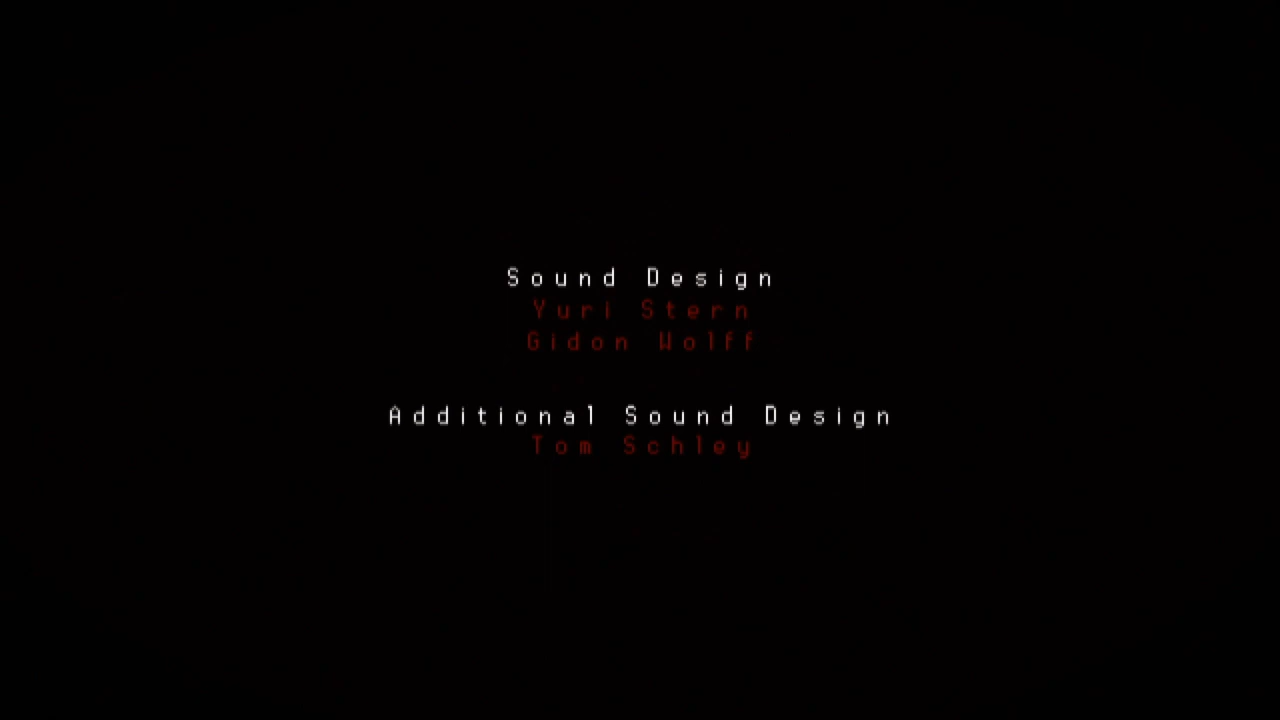 Sound Design
Yuri Stern
Gidon Wolff
Additional Sound Design
Tom Schley